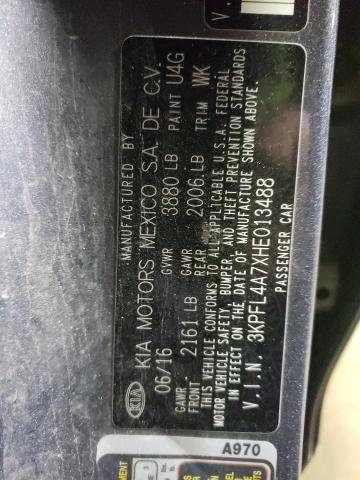 MANUFACTURED BY
KIA KIA MOTORS MEXICO S.A. DE C.V.
06/16 GVWR 3880 LB PAINT U4G
GAWR FRONT 2161 LB GAWR REAR 2006 LB TRIM WK
THIS VEHICLE CONFORMS TO ALL APPLICABLE U.S.A. FEDERAL
MOTOR VEHICLE SAFETY, BUMPER, AND THEFT PREVENTION STANDARDS
IN EFFECT ON THE DATE OF MANUFACTURE SHOWN ABOVE.
V.I.N. 3KPFL4A7XHE013488
PASSENGER CAR
A970
V.